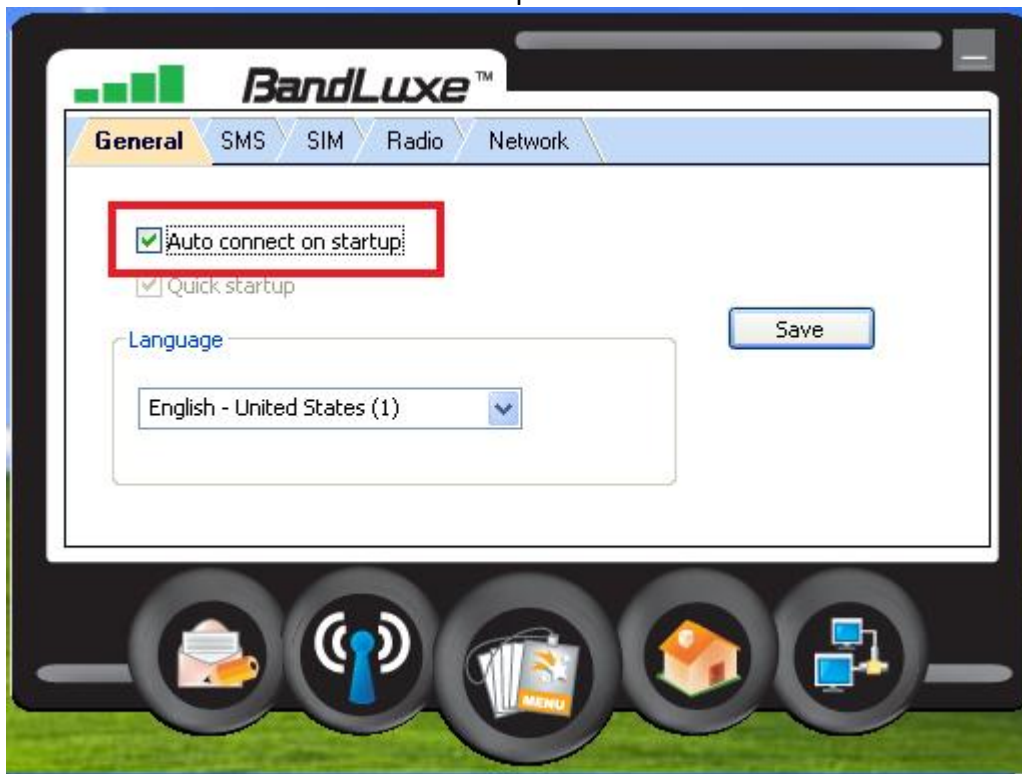 BandLuxe™
General SMS SIM Radio Network
Auto connect on startup
Quick startup
Language
Save
English - United States (1)
MENU